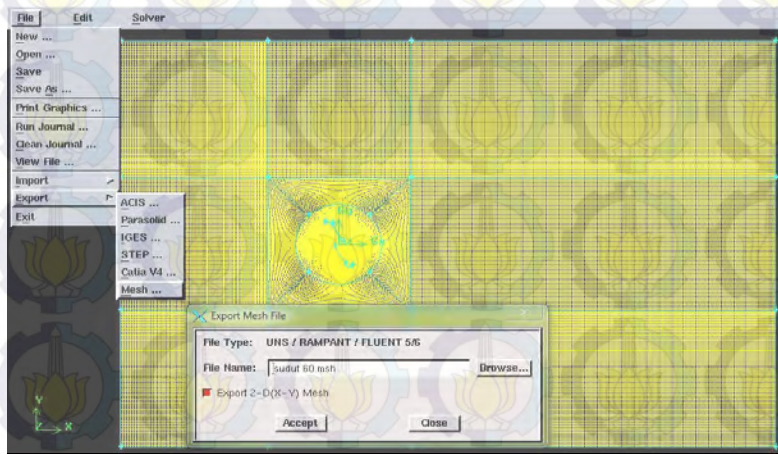 File Edit Solver
New ...
Open ...
Save
Save As ...
Print Graphics ...
Run Journal ...
Clean Journal ...
View File ...
Import
Export
Exit
ACIS ...
Parasolid ...
IGES ...
STEP ...
Catia V4 ...
Mesh ...
Export Mesh File
File Type: UNS / RAMPANT / FLUENT 5/6
File Name: sudut 60 msh Browse...
Export 2-D(X-Y) Mesh
Accept Close
Y
X